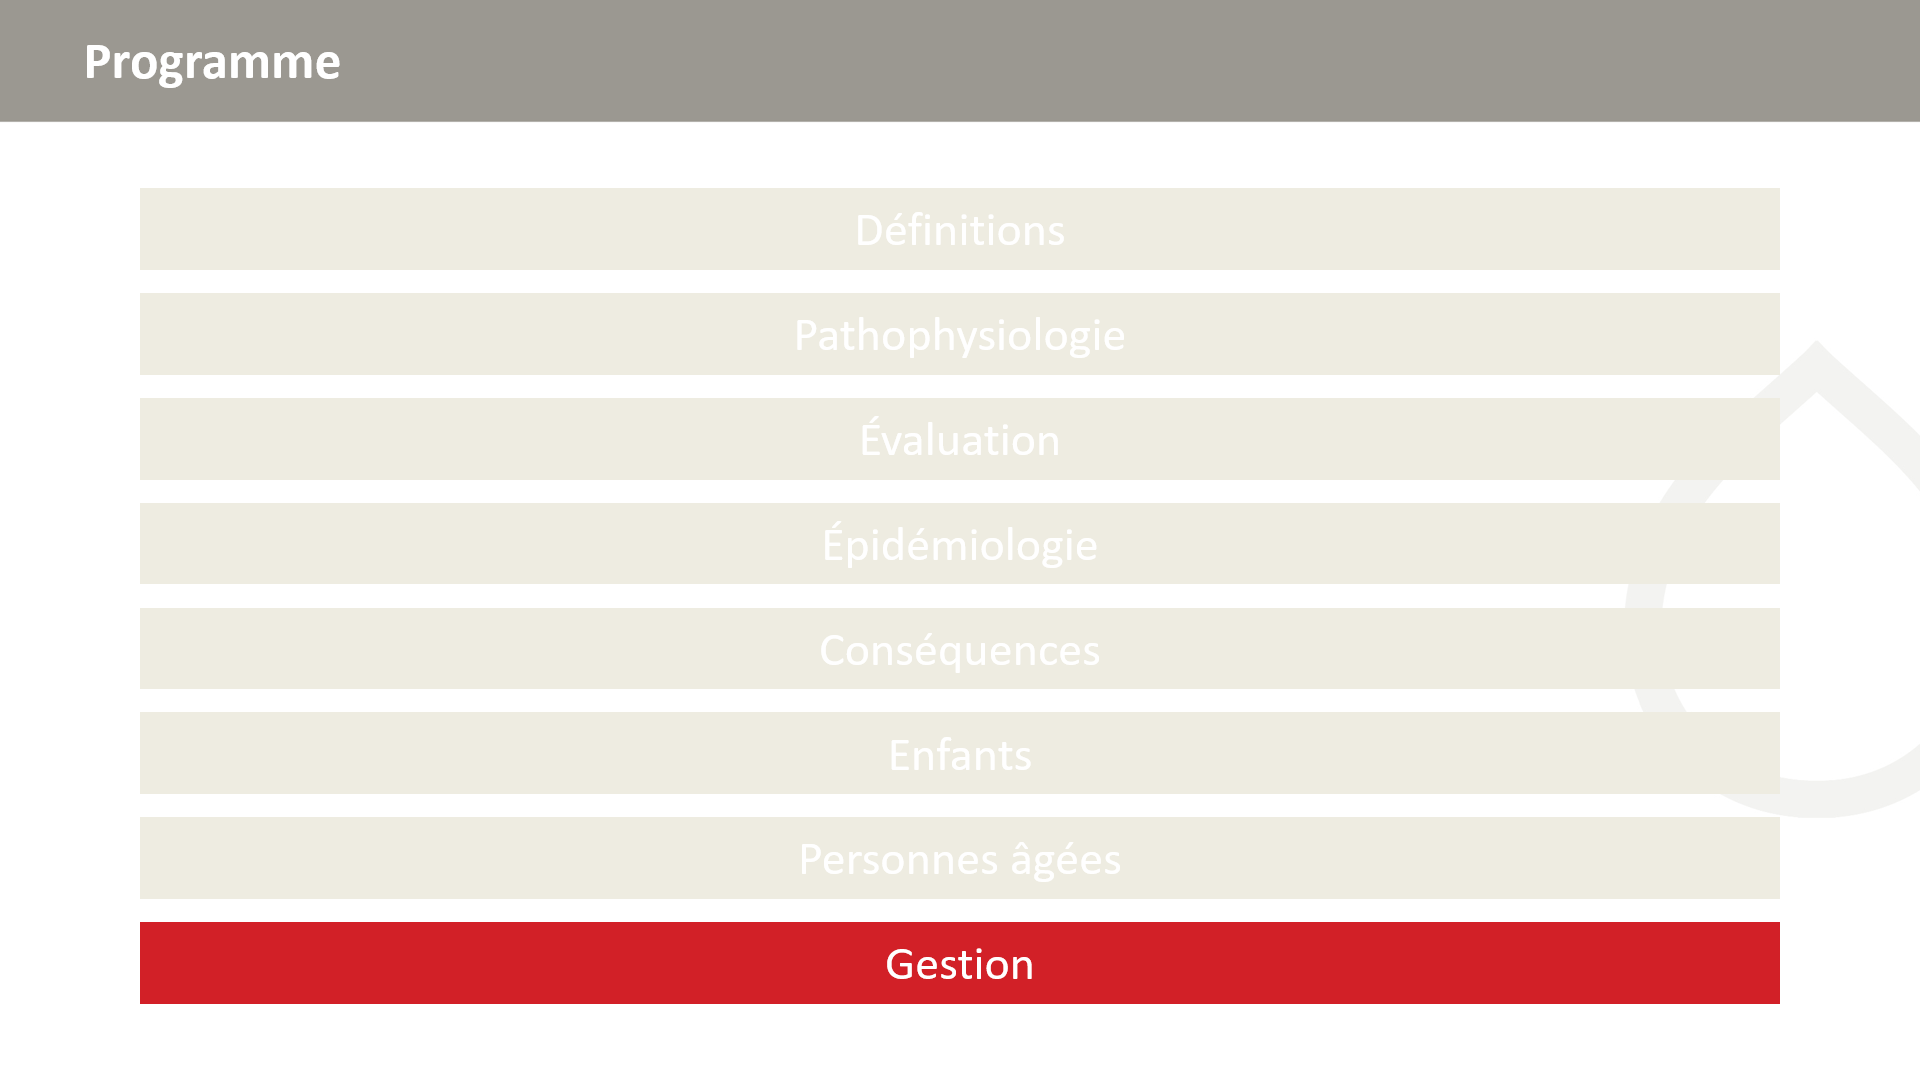 Programme
Définitions
Pathophysiologie
Évaluation
Épidémiologie
Conséquences
Enfants
Personnes âgées
Gestion